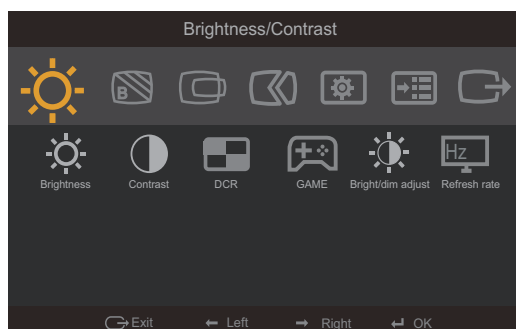 Brightness/Contrast
B
Brightness Contrast DCR GAME Bright/dim adjust Hz Refresh rate
Exit Left Right OK